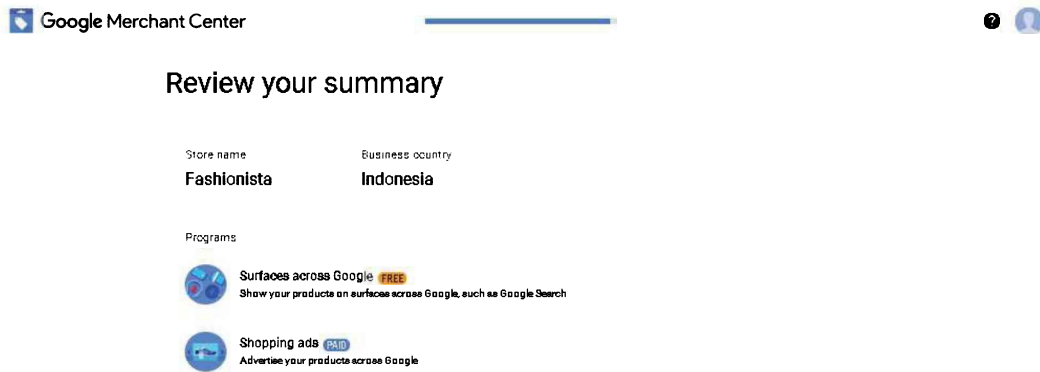 Google Merchant Center
?
Review your summary
Store name Business country
Fashionista Indonesia
Programs
Surfaces across Google FREE
Show your products on surfaces across Google, such as Google Search
Shopping ads PAID
Advertise your products across Google